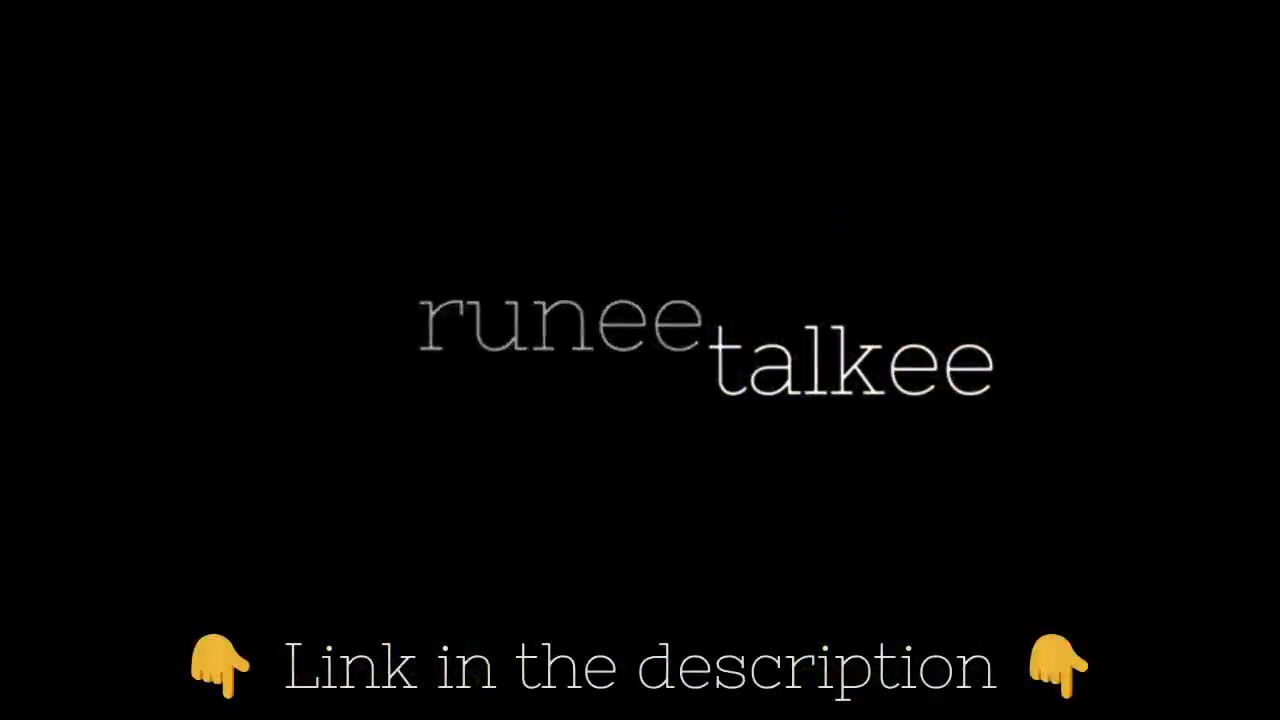 runee
talkee
👇 Link in the description 👇